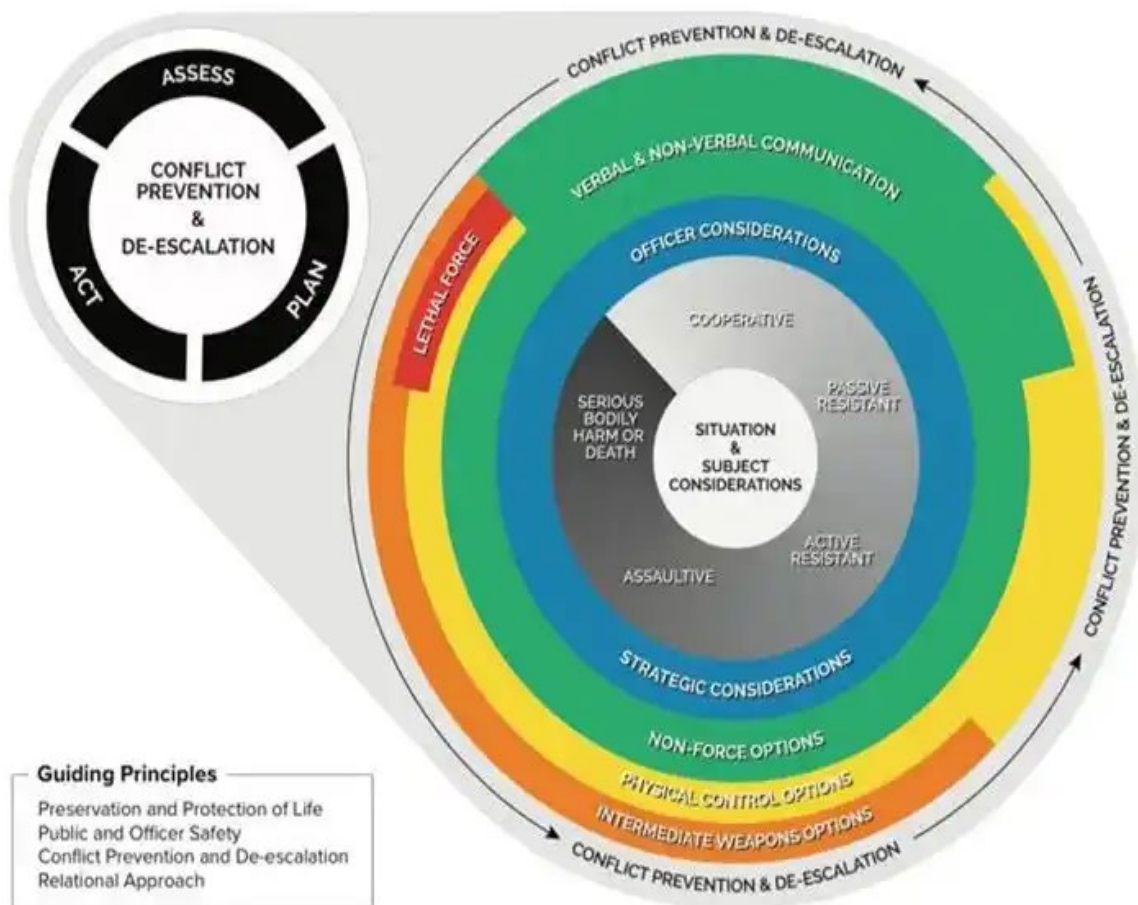 ASSESS
PLAN
ACT
CONFLICT
PREVENTION
&
DE-ESCALATION
CONFLICT PREVENTION & DE-ESCALATION
CONFLICT PREVENTION & DE-ESCALATION
CONFLICT PREVENTION & DE-ESCALATION
VERBAL & NON-VERBAL COMMUNICATION
OFFICER CONSIDERATIONS
LETHAL FORCE
COOPERATIVE
PASSIVE
RESISTANT
ACTIVE
RESISTANT
ASSAULTIVE
SERIOUS
BODILY
HARM OR
DEATH
SITUATION
&
SUBJECT
CONSIDERATIONS
STRATEGIC CONSIDERATIONS
NON-FORCE OPTIONS
PHYSICAL CONTROL OPTIONS
INTERMEDIATE WEAPONS OPTIONS
Guiding Principles
Preservation and Protection of Life
Public and Officer Safety
Conflict Prevention and De-escalation
Relational Approach